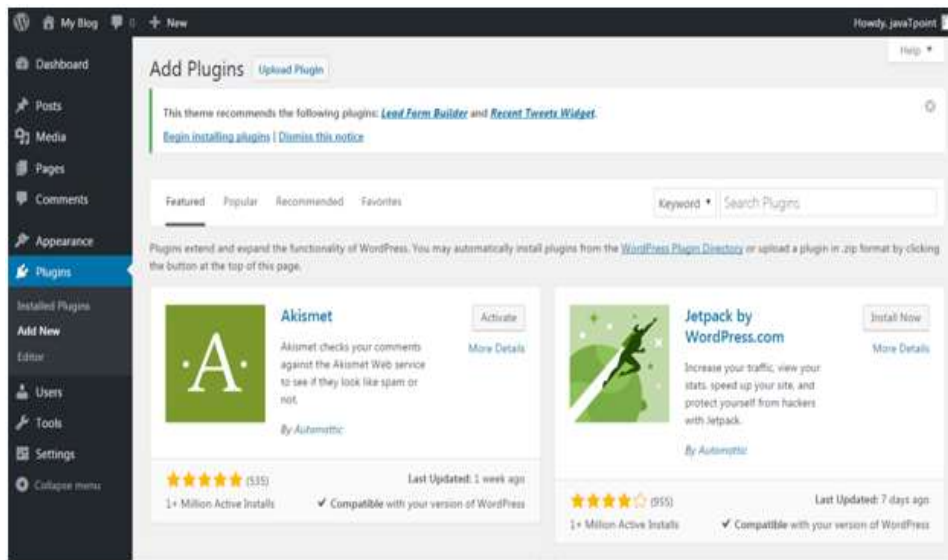 My Blog 0 + New Howdy, javaTpoint
Help ▼
Dashboard
Posts
Media
Pages
Comments
Appearance
Plugins
Installed Plugins
Add New
Editor
Users
Tools
Settings
Collapse menu
Add Plugins Upload Plugin
This theme recommends the following plugins: Lead Form Builder and Recent Tweets Widget.
Begin installing plugins | Dismiss this notice
Featured Popular Recommended Favorites Keyword ▼ Search Plugins
Plugins extend and expand the functionality of WordPress. You may automatically install plugins from the WordPress Plugin Directory or upload a plugin in .zip format by clicking
the button at the top of this page.
A
Akismet
Activate
More Details
Akismet checks your comments
against the Akismet Web service
to see if they look like spam or
not.
By Automattic
(535) Last Updated: 1 week ago
1+ Million Active Installs ✔ Compatible with your version of WordPress
Jetpack by
WordPress.com
Install Now
More Details
Increase your traffic, view your
stats, speed up your site, and
protect yourself from hackers
with Jetpack.
By Automattic
(955) Last Updated: 7 days ago
1+ Million Active Installs ✔ Compatible with your version of WordPress